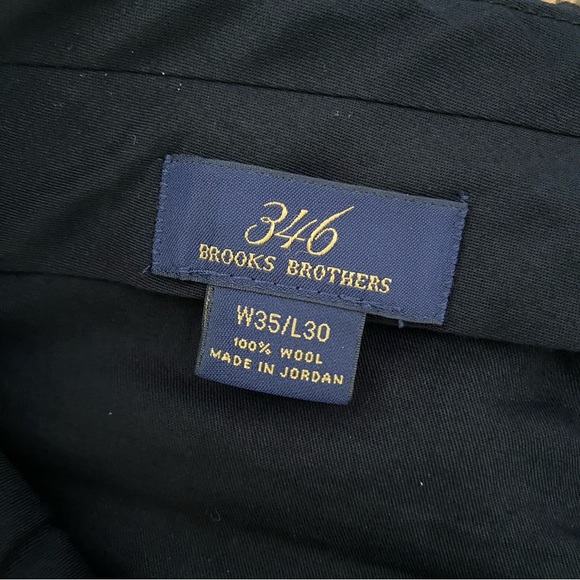 346
BROOKS BROTHERS
W35/L30
100% WOOL
MADE IN JORDAN